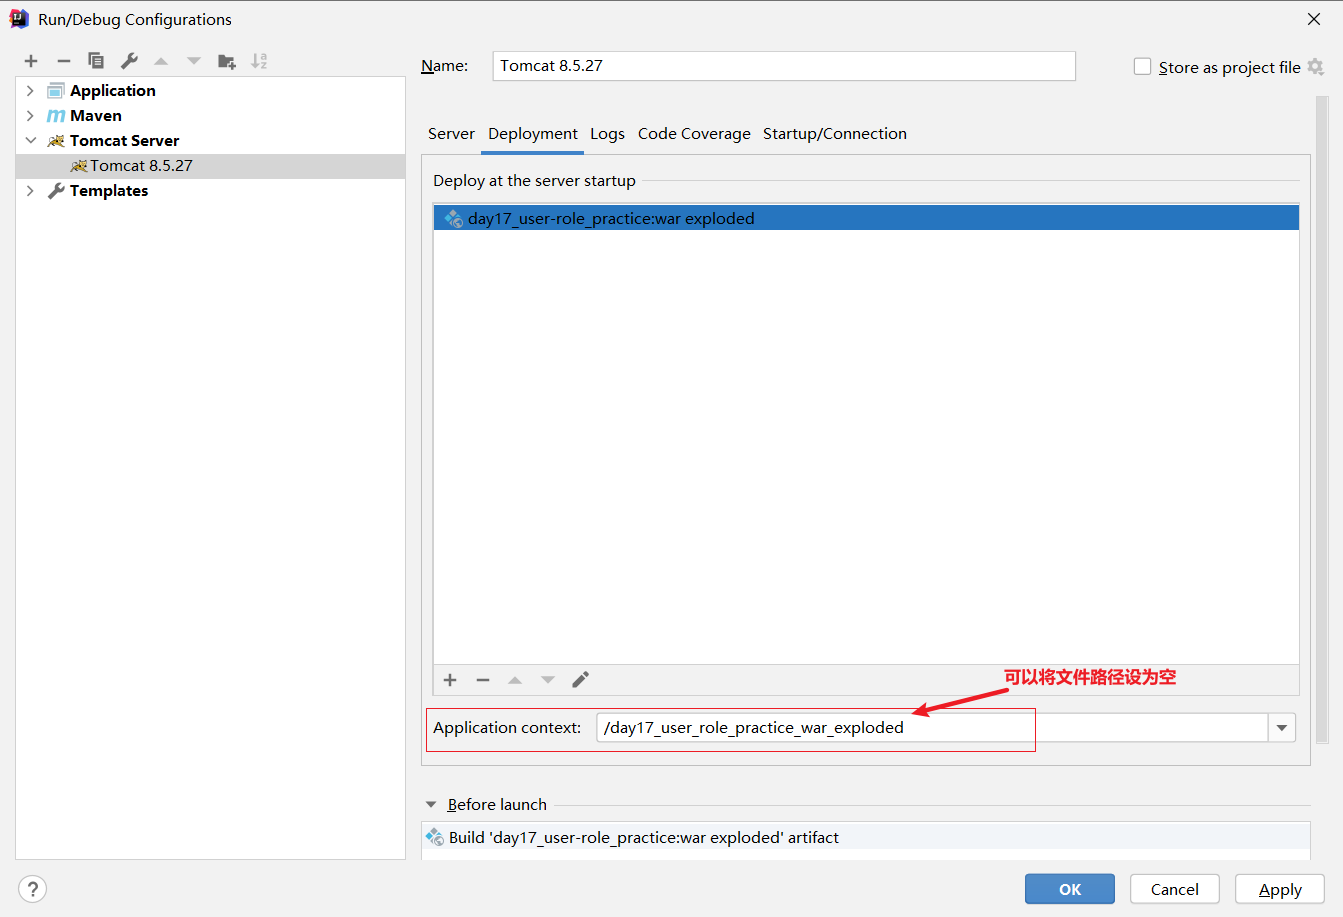 Run/Debug Configurations
Application
Maven
Tomcat Server
Tomcat 8.5.27
Templates
Name: Tomcat 8.5.27
Store as project file
Server Deployment Logs Code Coverage Startup/Connection
Deploy at the server startup
day17_user-role_practice:war exploded
可以将文件路径设为空
Application context: /day17_user_role_practice_war_exploded
Before launch
Build 'day17_user-role_practice:war exploded' artifact
? OK Cancel Apply